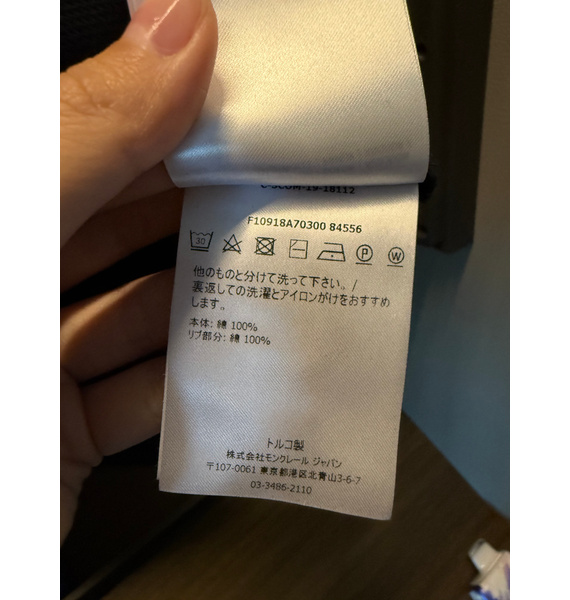 F10918A70300 84556
30
P
W
他のものと分けて洗って下さい。/
裏返しての洗濯とアイロンがけをおすすめ
します。
本体: 綿 100%
リブ部分: 綿 100%
トルコ製
株式会社モンクレール ジャパン
〒107-0061 東京都港区北青山3-6-7
03-3486-2110